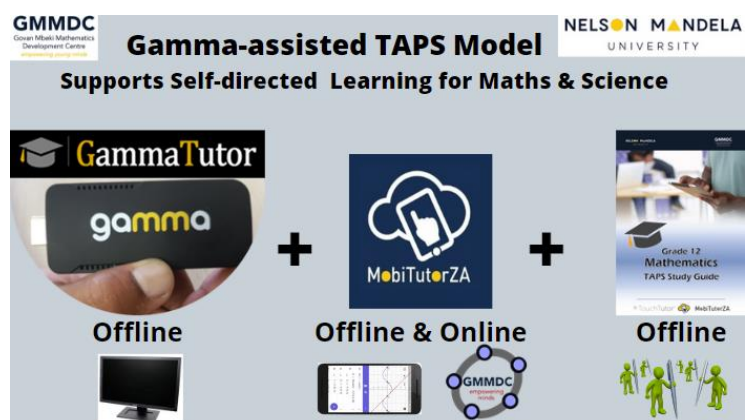 GMMDC
Govan Mbeki Mathematics
Development Centre
empowering young minds
NELSON MANDELA
UNIVERSITY
Gamma-assisted TAPS Model
Supports Self-directed Learning for Maths & Science
GammaTutor
gamma
+
MobiTutorZA
+
Grade 12
Mathematics
TAPS Study Guide
TouchTutor MobiTutorZA
Offline
Offline & Online
Offline
GMMDC
empowering
minds